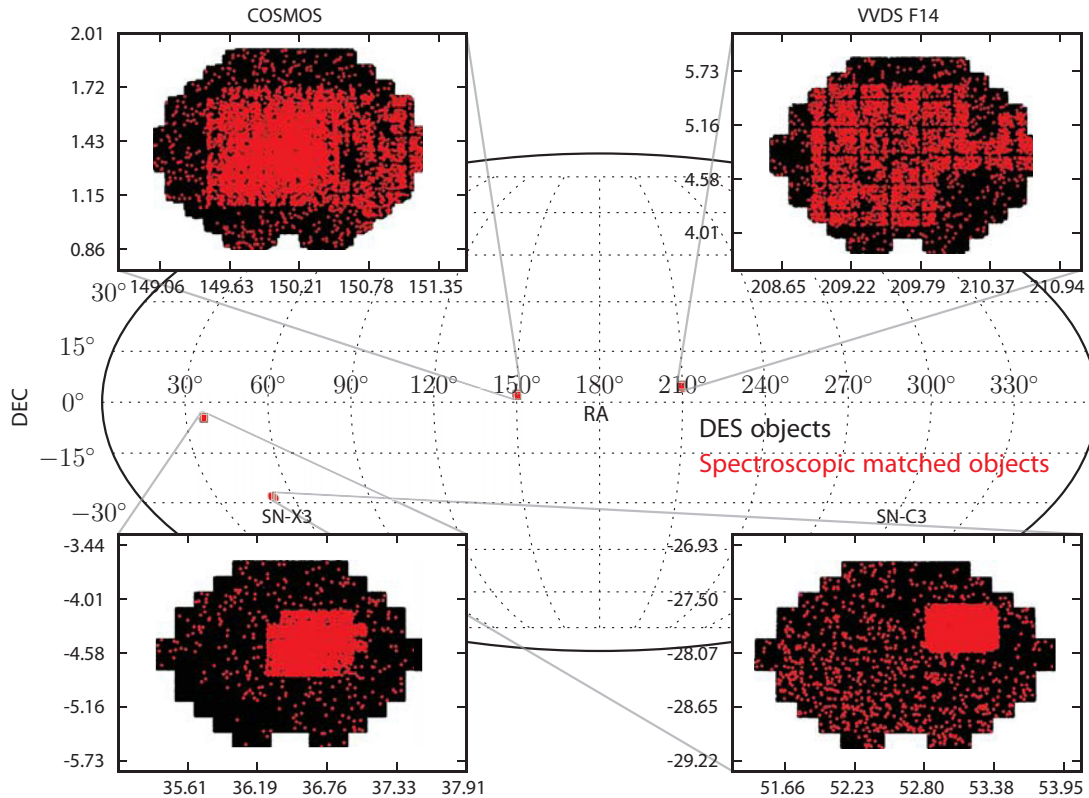 COSMOS
VVDS F14
2.01
1.72
1.43
1.15
0.86
5.73
5.16
4.58
4.01
149.06 149.63 150.21 150.78 151.35
208.65 209.22 209.79 210.37 210.94
30°
15°
0°
−15°
−30°
DEC
30° 60° 90° 120° 150° 180° 210° 240° 270° 300° 330°
RA
DES objects
Spectroscopic matched objects
SN-X3
SN-C3
-3.44
-4.01
-4.58
-5.16
-5.73
-26.93
-27.50
-28.07
-28.65
-29.22
35.61 36.19 36.76 37.33 37.91
51.66 52.23 52.80 53.38 53.95